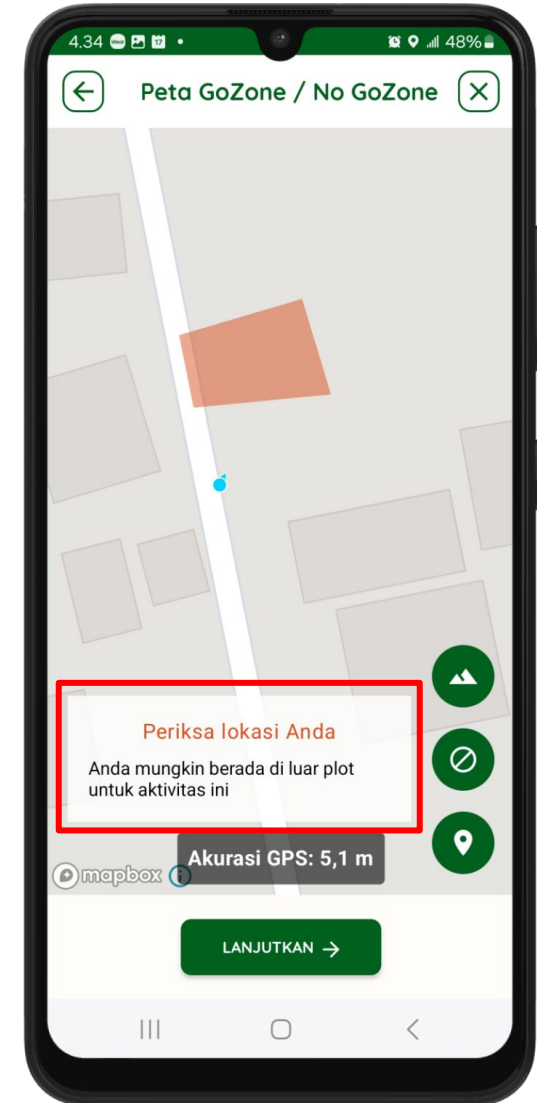 4.34
17
48%
Peta GoZone / No GoZone
Periksa lokasi Anda
Anda mungkin berada di luar plot
untuk aktivitas ini
Akurasi GPS: 5,1 m
mapbox
LANJUTKAN →